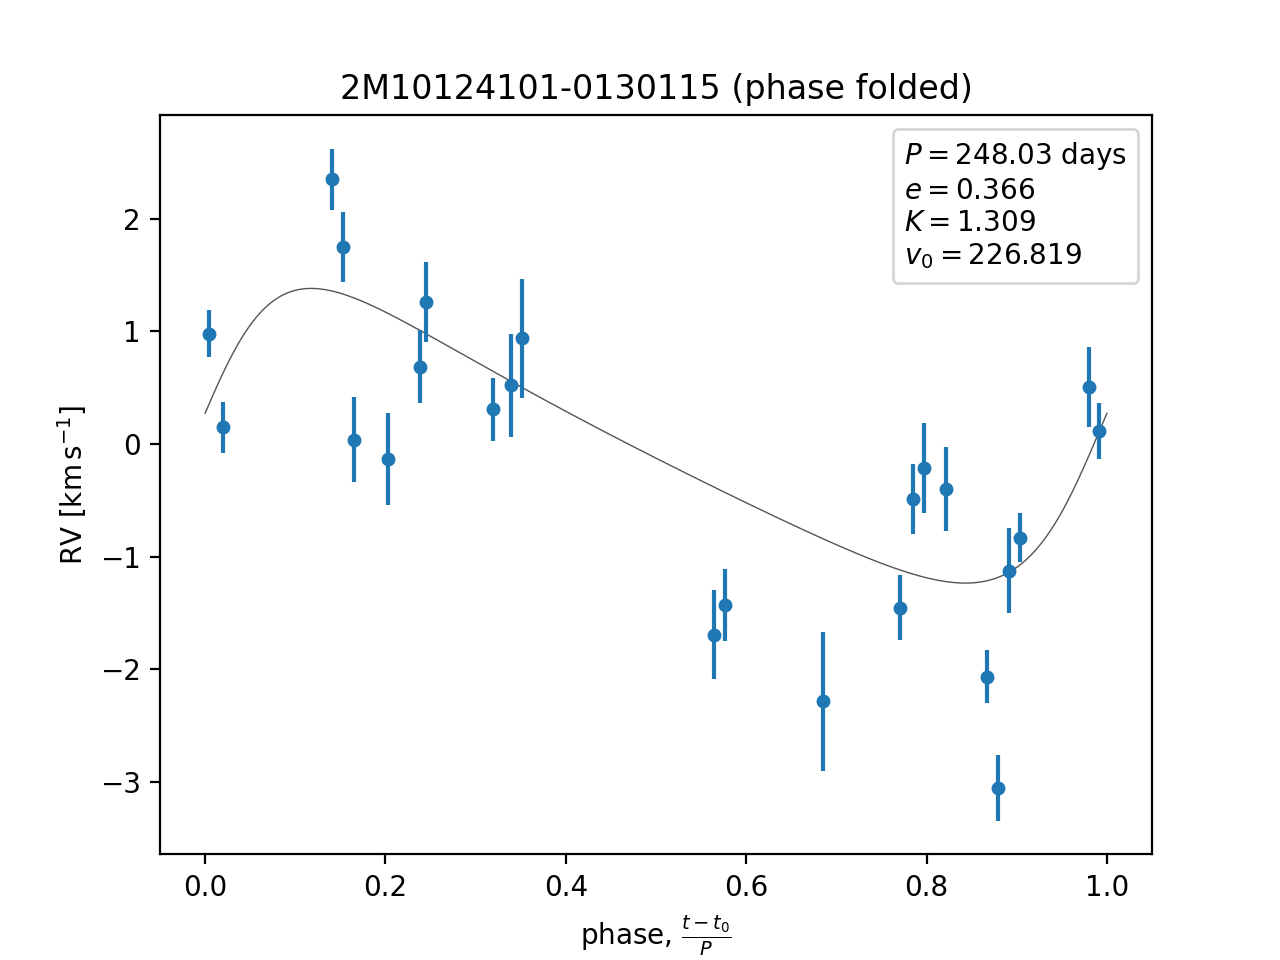 2M10124101-0130115 (phase folded)
P = 248.03 days
e = 0.366
K = 1.309
v₀ = 226.819
RV [km s⁻¹]
2
1
0
−1
−2
−3
0.0 0.2 0.4 0.6 0.8 1.0
phase, (t − t₀)/P